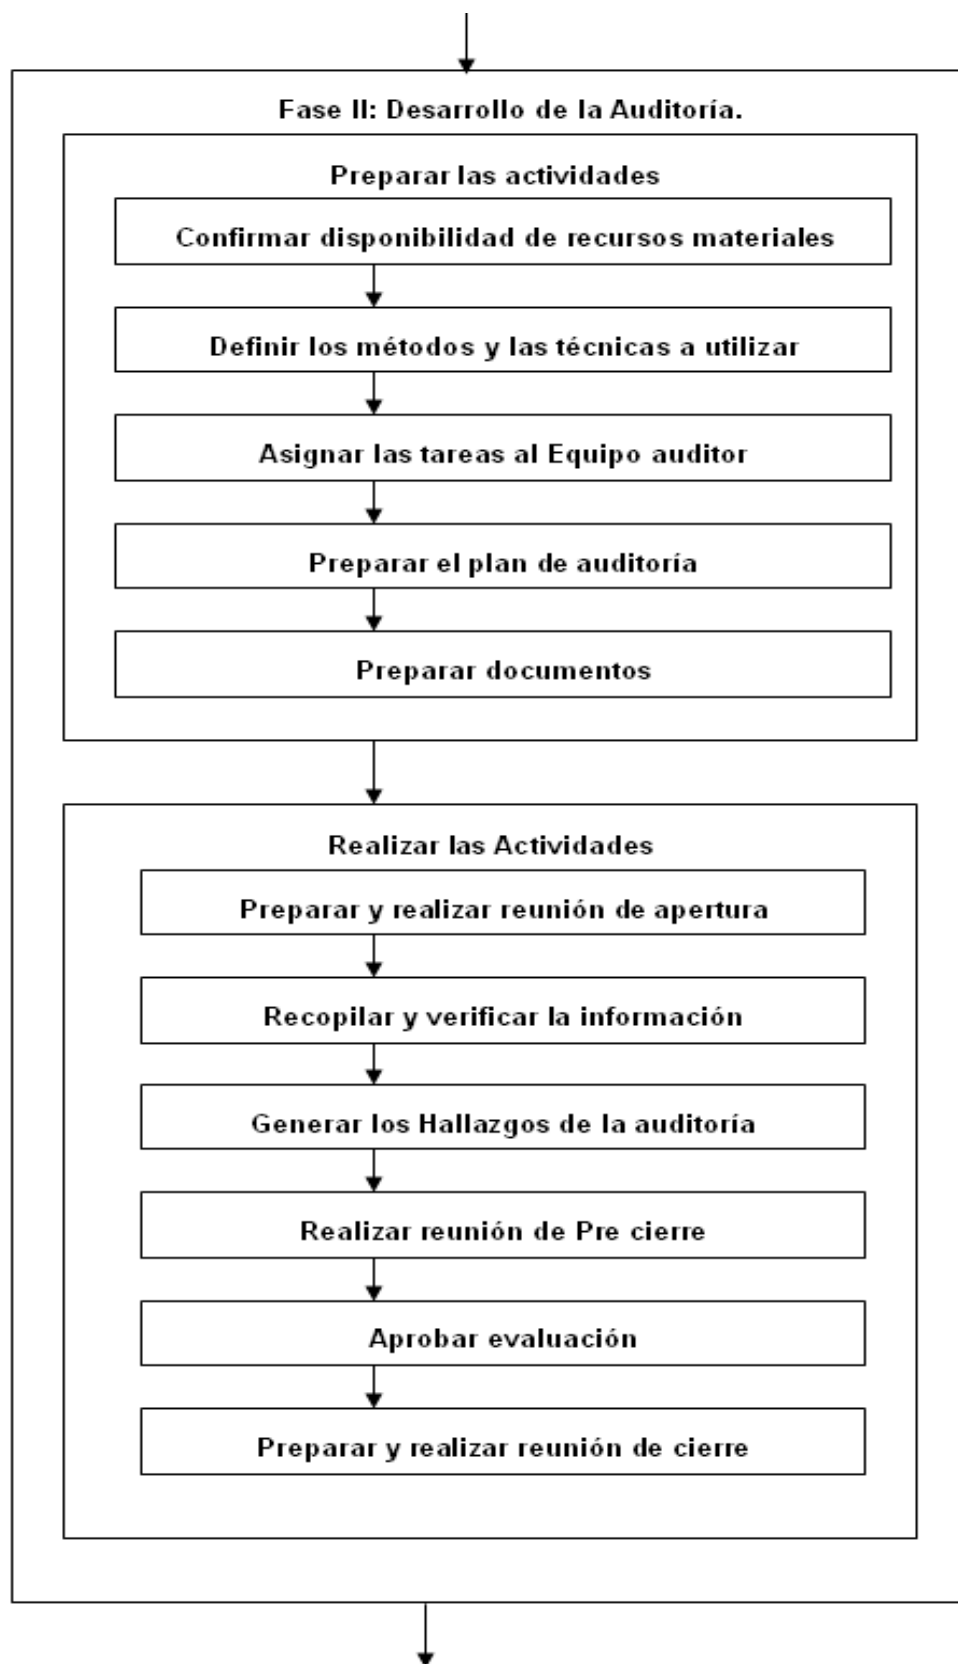 Fase II: Desarrollo de la Auditoría.
Preparar las actividades
Confirmar disponibilidad de recursos materiales
Definir los métodos y las técnicas a utilizar
Asignar las tareas al Equipo auditor
Preparar el plan de auditoría
Preparar documentos
Realizar las Actividades
Preparar y realizar reunión de apertura
Recopilar y verificar la información
Generar los Hallazgos de la auditoría
Realizar reunión de Pre cierre
Aprobar evaluación
Preparar y realizar reunión de cierre